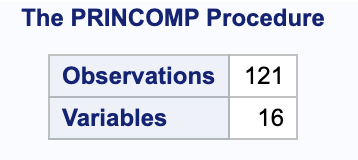 The PRINCOMP Procedure
Observations 121
Variables 16